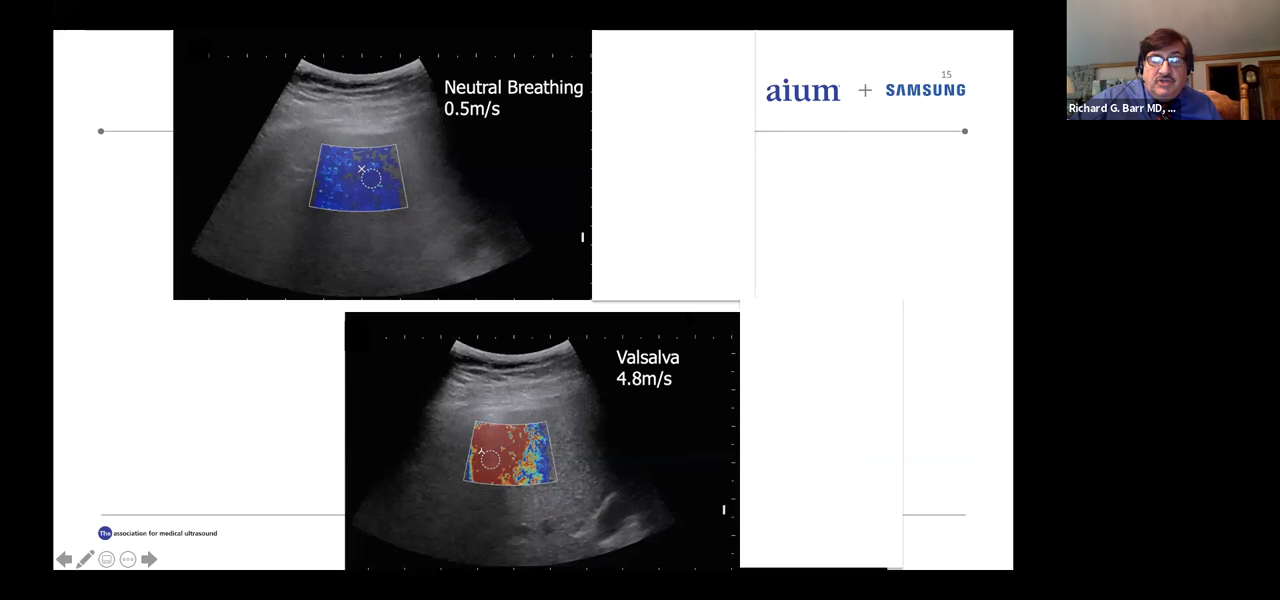 Neutral Breathing
0.5m/s
15
aium + SAMSUNG
Richard G. Barr MD, ...
Valsalva
4.8m/s
The association for medical ultrasound